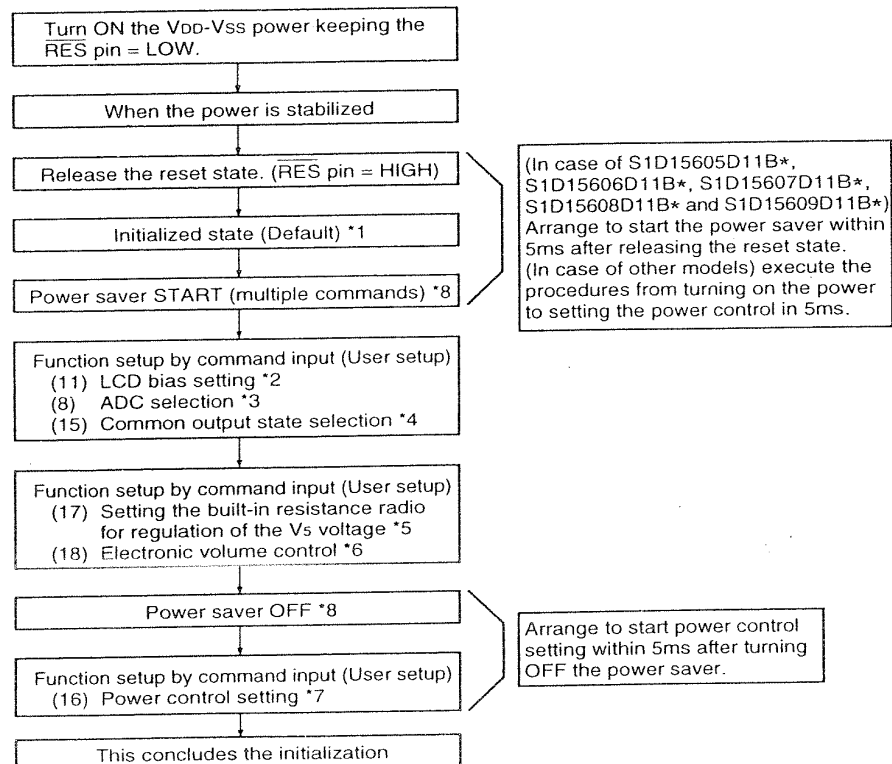 Turn ON the VDD-VSS power keeping the
RES pin = LOW.
When the power is stabilized
Release the reset state. (RES pin = HIGH)
Initialized state (Default) *1
Power saver START (multiple commands) *8
(In case of S1D15605D11B*,
S1D15606D11B*, S1D15607D11B*,
S1D15608D11B* and S1D15609D11B*)
Arrange to start the power saver within
5ms after releasing the reset state.
(In case of other models) execute the
procedures from turning on the power
to setting the power control in 5ms.
Function setup by command input (User setup)
(11) LCD bias setting *2
(8) ADC selection *3
(15) Common output state selection *4
Function setup by command input (User setup)
(17) Setting the built-in resistance radio
for regulation of the V5 voltage *5
(18) Electronic volume control *6
Power saver OFF *8
Function setup by command input (User setup)
(16) Power control setting *7
Arrange to start power control
setting within 5ms after turning
OFF the power saver.
This concludes the initialization